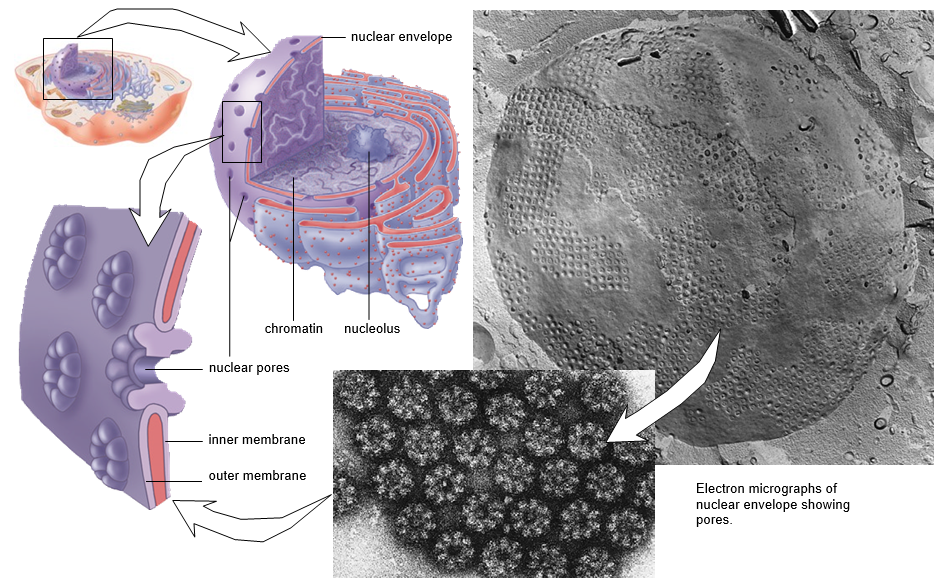 nuclear envelope
chromatin
nucleolus
nuclear pores
inner membrane
outer membrane
Electron micrographs of
nuclear envelope showing
pores.